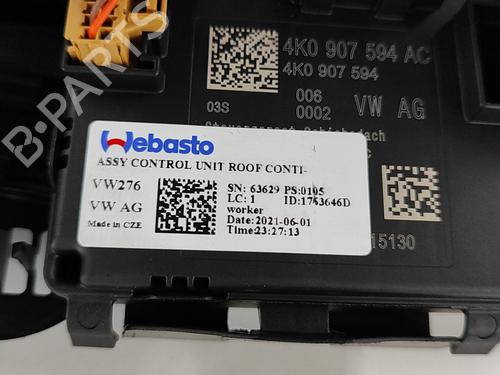 4K0 907 594 AC
4K0 907 594
03S
006
0002
VW AG
Webasto
ASSY CONTROL UNIT ROOF CONTI-
VW276
VW AG
Made in CZE
SN: 63629 PS:0105
LC: 1 ID:1763646D
worker
Date:2021-06-01
Time:23:27:13
15130
B-PARTS